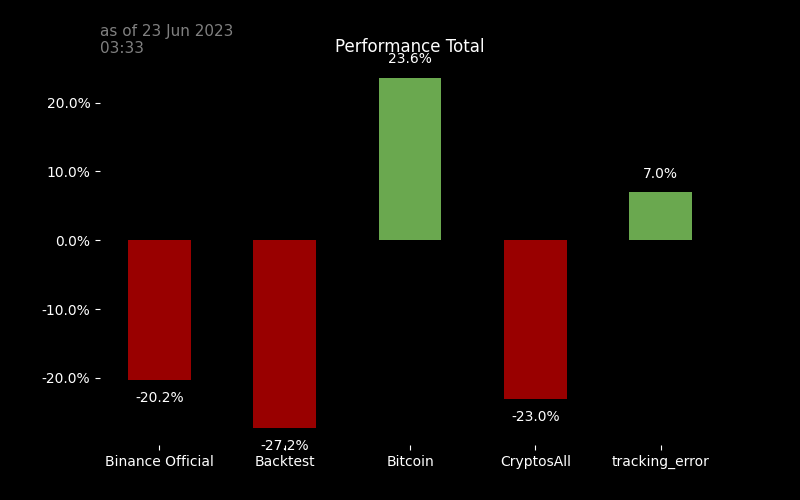 as of 23 Jun 2023
03:33
Performance Total
23.6%
20.0%
7.0%
10.0%
0.0%
-10.0%
-20.0%
-20.2%
-23.0%
-27.2%
Binance Official
Backtest
Bitcoin
CryptosAll
tracking_error